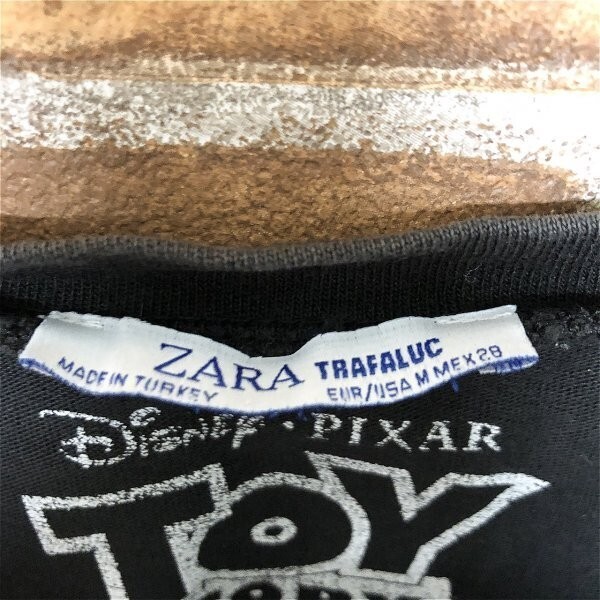 ZARA TRAFALUC
MADE IN TURKEY EUR/USA M MEX 28
Disney · PIXAR
TOY